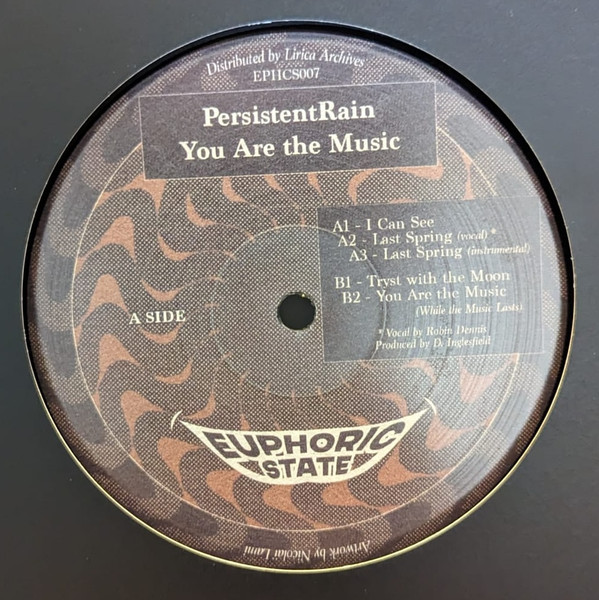 Distributed by Lirica Archives
EPHCS007
PersistentRain
You Are the Music
A1 - I Can See
A2 - Last Spring (vocal) *
A3 - Last Spring (instrumental)
B1 - Tryst with the Moon
B2 - You Are the Music
(While the Music Lasts)
* Vocal by Robin Dennis
Produced by D. Inglesfield
A SIDE
EUPHORIC
STATE
Artwork by Nicolai